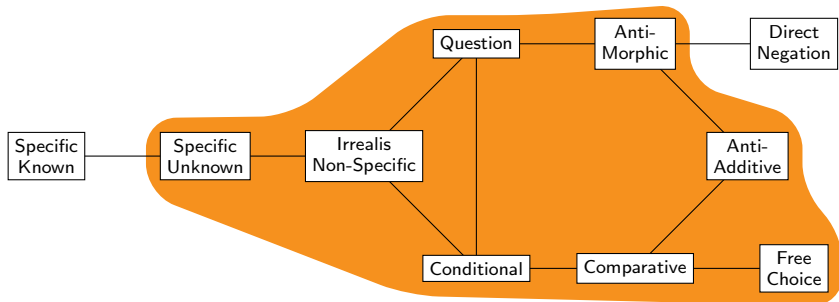 Question
Anti-
Morphic
Direct
Negation
Specific
Known
Specific
Unknown
Irrealis
Non-Specific
Anti-
Additive
Conditional
Comparative
Free
Choice